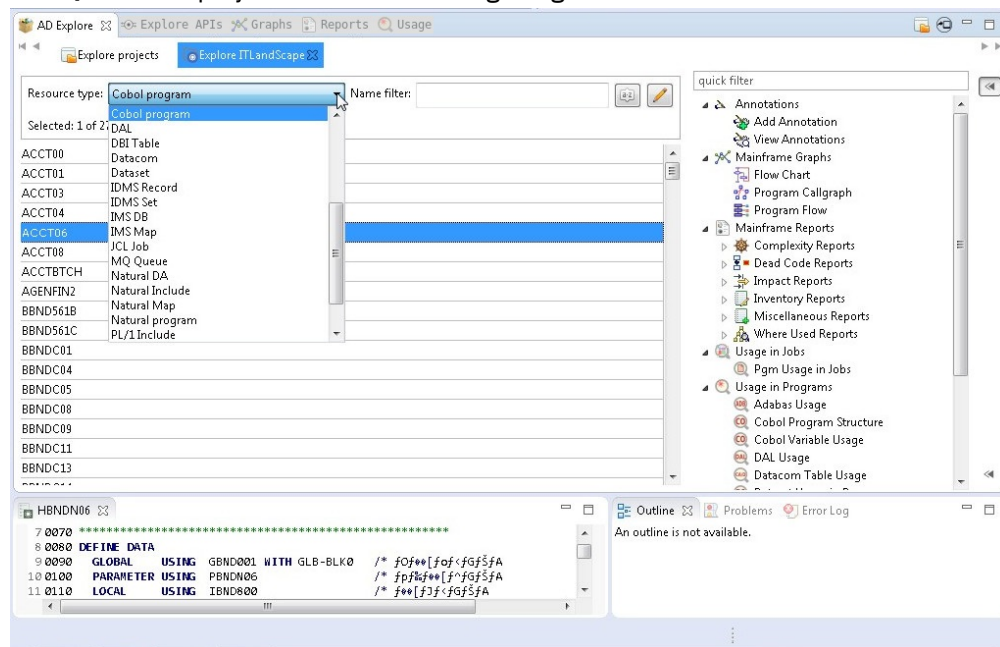 AD Explore Explore APIs Graphs Reports Usage
Explore projects Explore ITLandScape
Resource type: Cobol program Name filter:
Selected: 1 of
Cobol program
DAL
DBI Table
Datacom
Dataset
IDMS Record
IDMS Set
IMS DB
IMS Map
JCL Job
MQ Queue
Natural DA
Natural Include
Natural Map
Natural program
PL/1 Include
ACCT00
ACCT01
ACCT03
ACCT04
ACCT06
ACCT08
ACCTBTCH
AGENFIN2
BBND561B
BBND561C
BBNDC01
BBNDC04
BBNDC05
BBNDC08
BBNDC09
BBNDC11
BBNDC13
quick filter
Annotations
Add Annotation
View Annotations
Mainframe Graphs
Flow Chart
Program Callgraph
Program Flow
Mainframe Reports
Complexity Reports
Dead Code Reports
Impact Reports
Inventory Reports
Miscellaneous Reports
Where Used Reports
Usage in Jobs
Pgm Usage in Jobs
Usage in Programs
Adabas Usage
Cobol Program Structure
Cobol Variable Usage
DAL Usage
Datacom Table Usage
HBNDN06
7 0070 ******************************************************
8 0080 DEFINE DATA
9 0090 GLOBAL USING GBND001 WITH GLB-BLK0 /*
10 0100 PARAMETER USING PBNDN06 /*
11 0110 LOCAL USING IBND800 /*
Outline Problems Error Log
An outline is not available.